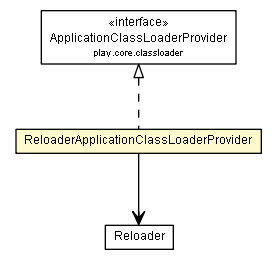 «interface»
ApplicationClassLoaderProvider
play.core.classloader
ReloaderApplicationClassLoaderProvider
Reloader